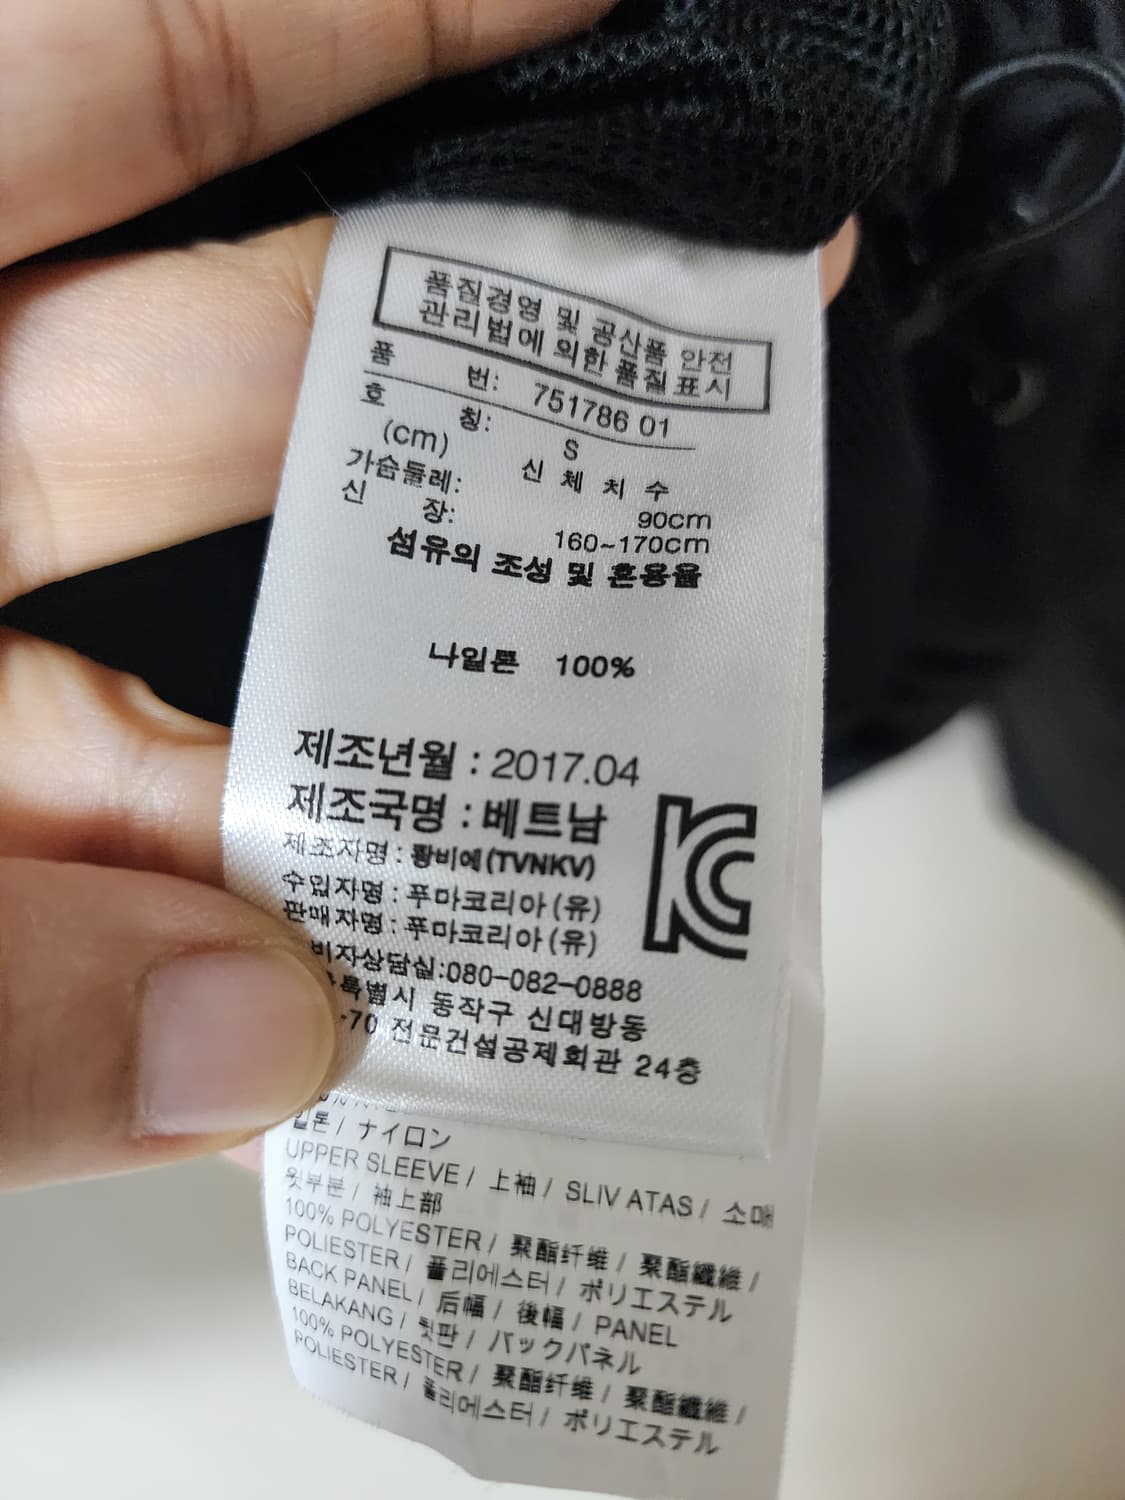 품질경영 및 공산품 안전
관리법에 의한 품질표시
품 번: 751786 01
호 칭: S
(cm) 신 체 치 수
가슴둘레: 90cm
신 장: 160~170cm
섬유의 조성 및 혼용율
나일론 100%
제조년월 : 2017.04
제조국명 : 베트남
제조자명 : 쾅비에(TVNKV)
수입자명 : 푸마코리아 (유)
판매자명 : 푸마코리아 (유)
비자상담실:080-082-0888
특별시 동작구 신대방동
-70 전문건설공제회관 24층
일론 / ナイロン
UPPER SLEEVE / 上袖 / SLIV ATAS / 소매
윗부분 / 袖上部
100% POLYESTER / 聚酯纤维 / 聚酯纖維 /
POLIESTER / 폴리에스터 / ポリエステル
BACK PANEL / 后幅 / 後幅 / PANEL
BELAKANG / 뒷판 / バックパネル
100% POLYESTER / 聚酯纤维 / 聚酯纖維 /
POLIESTER / 폴리에스터 / ポリエステル